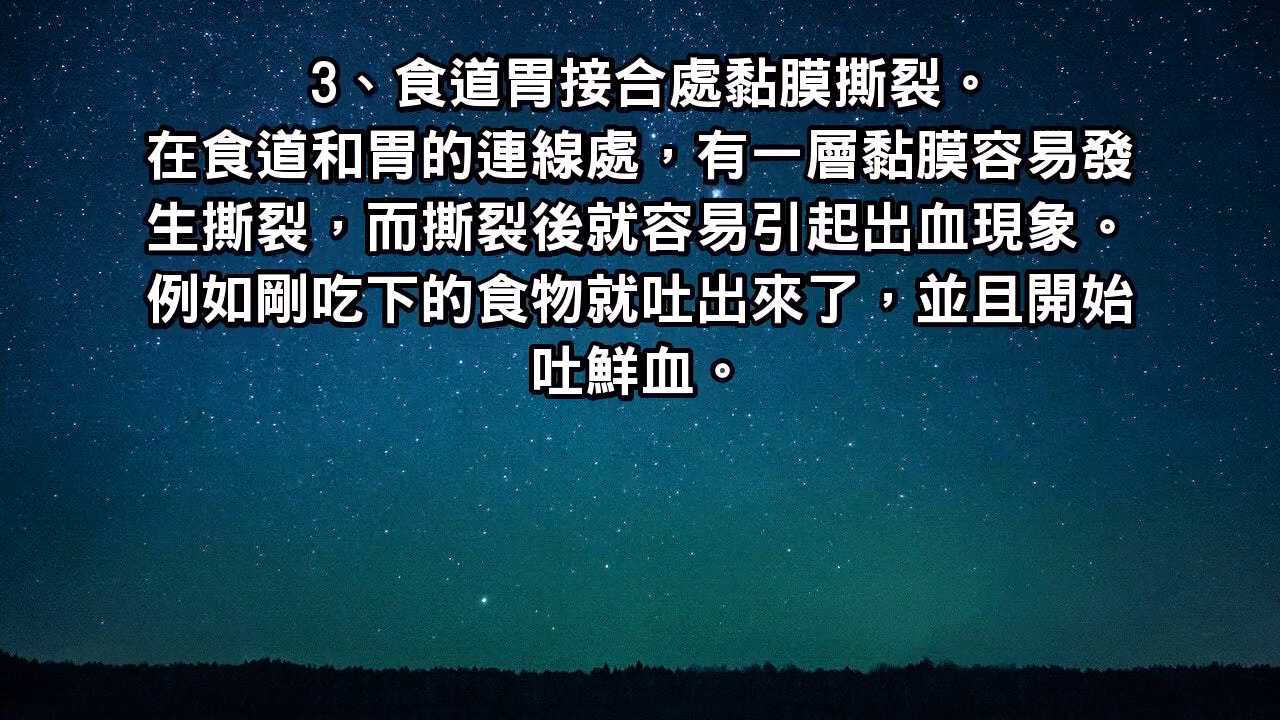 3、食道胃接合處黏膜撕裂。
在食道和胃的連線處，有一層黏膜容易發
生撕裂，而撕裂後就容易引起出血現象。
例如剛吃下的食物就吐出來了，並且開始
吐鮮血。